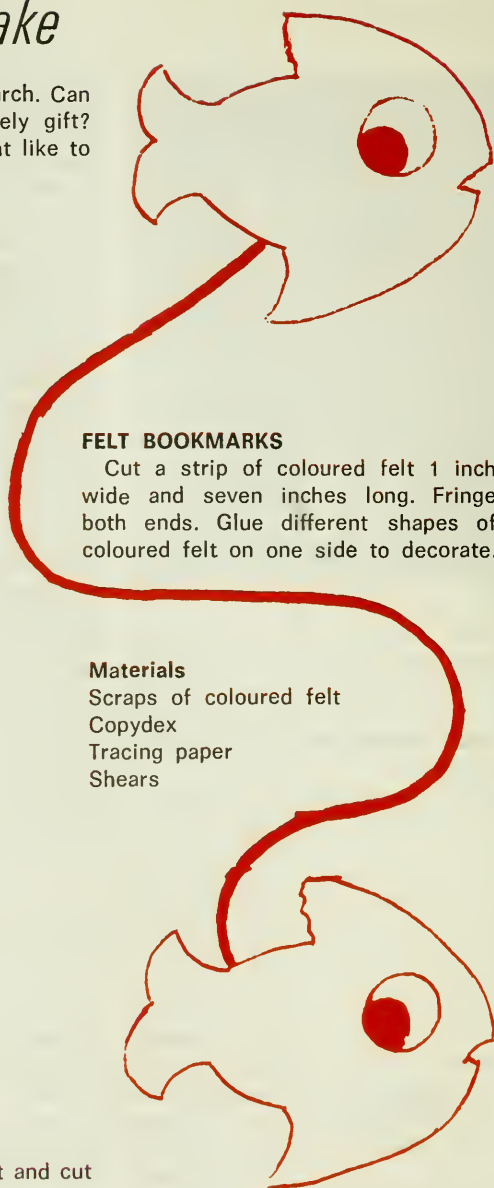 ake
arch. Can
ely gift?
t like to
FELT BOOKMARKS
Cut a strip of coloured felt 1 inch
wide and seven inches long. Fringe
both ends. Glue different shapes of
coloured felt on one side to decorate.
Materials
Scraps of coloured felt
Copydex
Tracing paper
Shears
t and cut